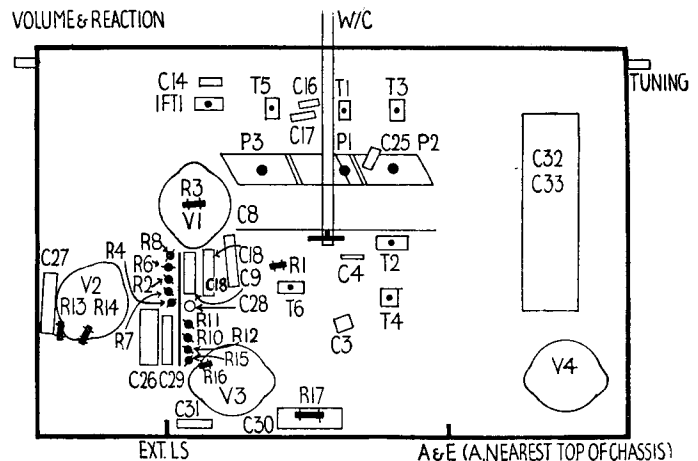 VOLUME & REACTION
W/C
TUNING
C14
IFT1
T5
C16
C17
T1
T3
P3
P1
C25
P2
C32
C33
R3
V1
C8
C27
R4
R8
R6
R2
R7
V2
R13
R14
C18
C18
C9
C28
R1
T6
C4
T2
T4
C3
R11
R10
R12
R15
R16
V3
C26
C29
C31
C30
R17
V4
EXT. LS
A & E (A. NEAREST TOP OF CHASSIS)